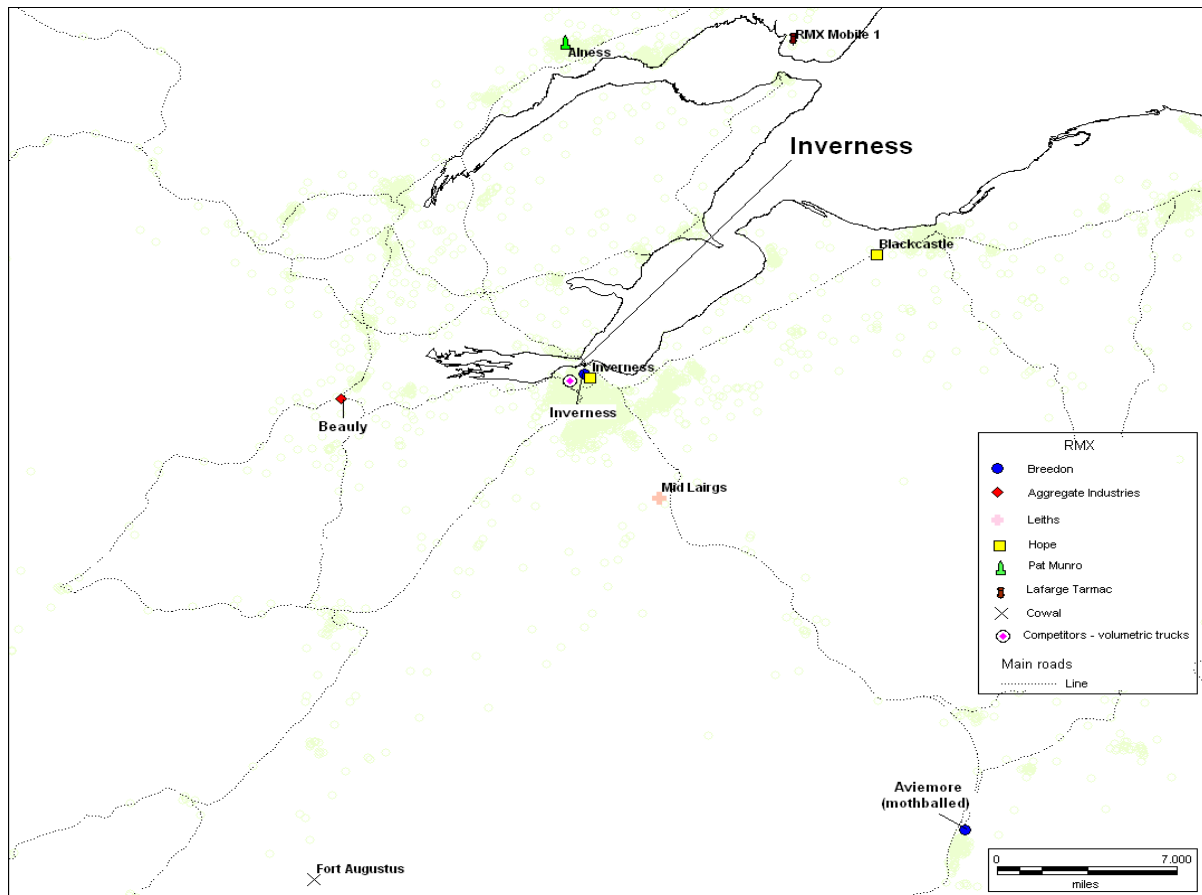 RMX Mobile 1
Alness
Inverness
Blackcastle
Inverness
Inverness
Beauly
Mid Lairgs
RMX
Breedon
Aggregate Industries
Leiths
Hope
Pat Munro
Lafarge Tarmac
Cowal
Competitors - volumetric trucks
Main roads
Line
Aviemore
(mothballed)
Fort Augustus
0 7.000
miles